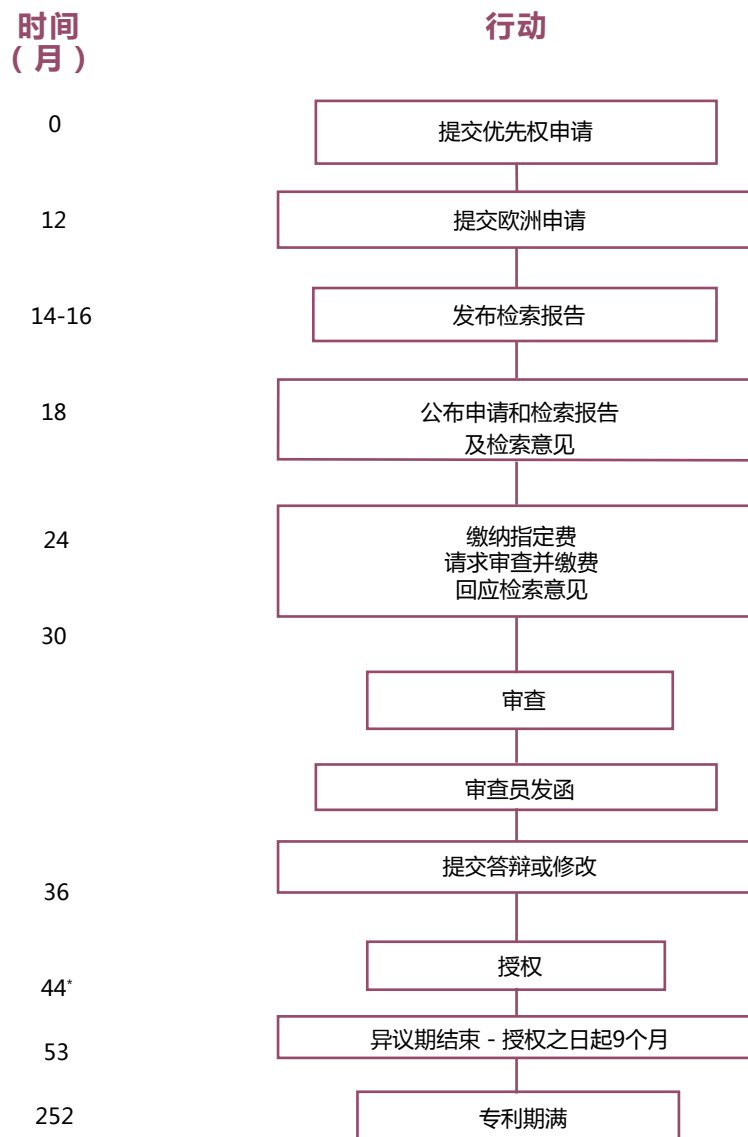 时间
（月）
行动
0
提交优先权申请
12
提交欧洲申请
14-16
发布检索报告
18
公布申请和检索报告
及检索意见
24
缴纳指定费
请求审查并缴费
回应检索意见
30
审查
审查员发函
提交答辩或修改
36
授权
44*
异议期结束 - 授权之日起9个月
53
252
专利期满